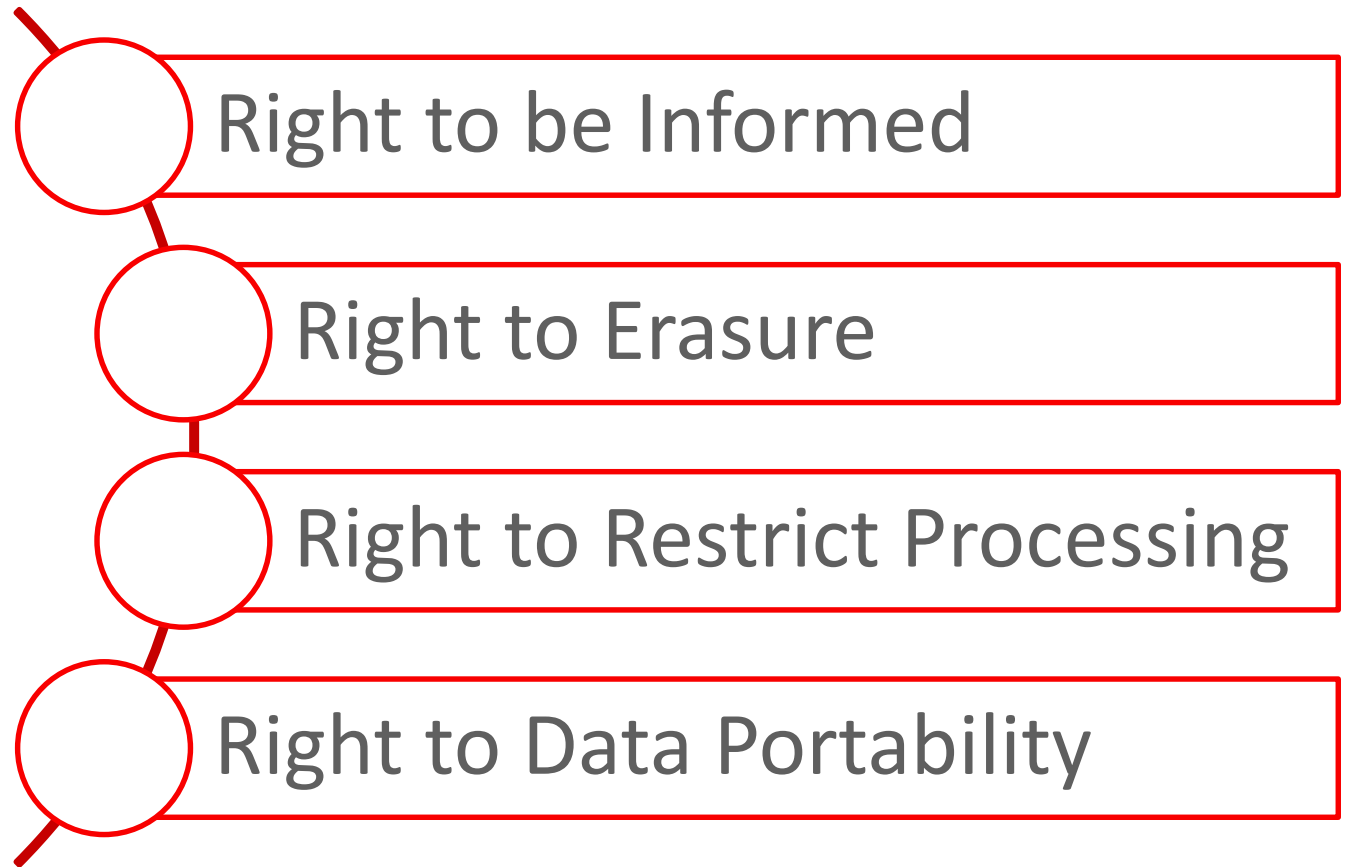 Right to be Informed
Right to Erasure
Right to Restrict Processing
Right to Data Portability